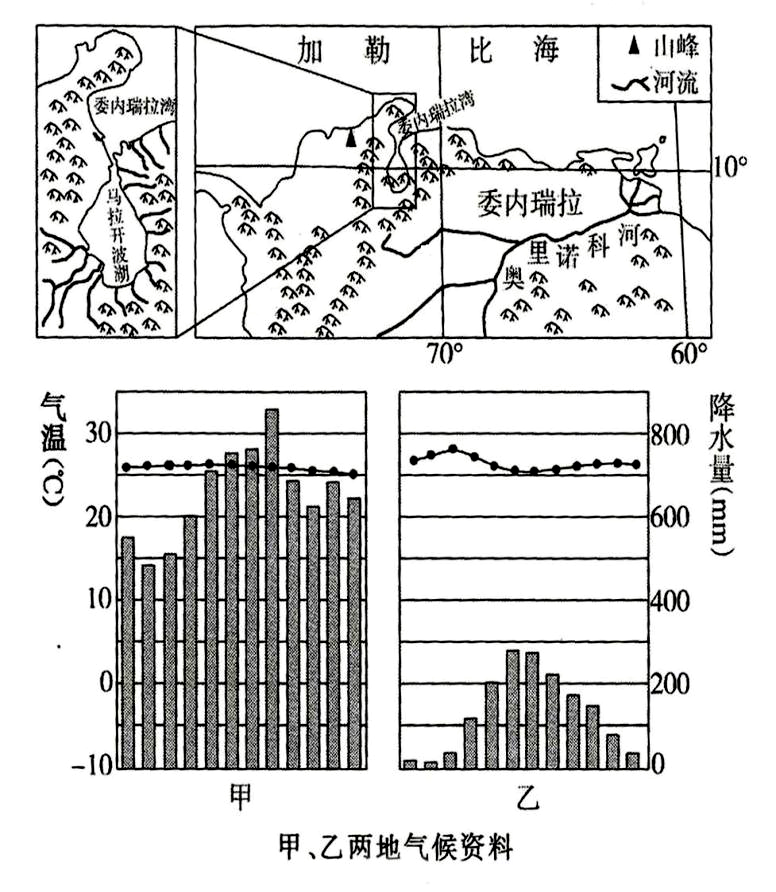 加勒比海
山峰
河流
委内瑞拉湾
委内瑞拉湾
马拉开波湖
10°
委内瑞拉
奥里诺科河
70°
60°
气温(℃)
30
20
10
0
-10
甲
降水量(mm)
800
600
400
200
0
乙
甲、乙两地气候资料